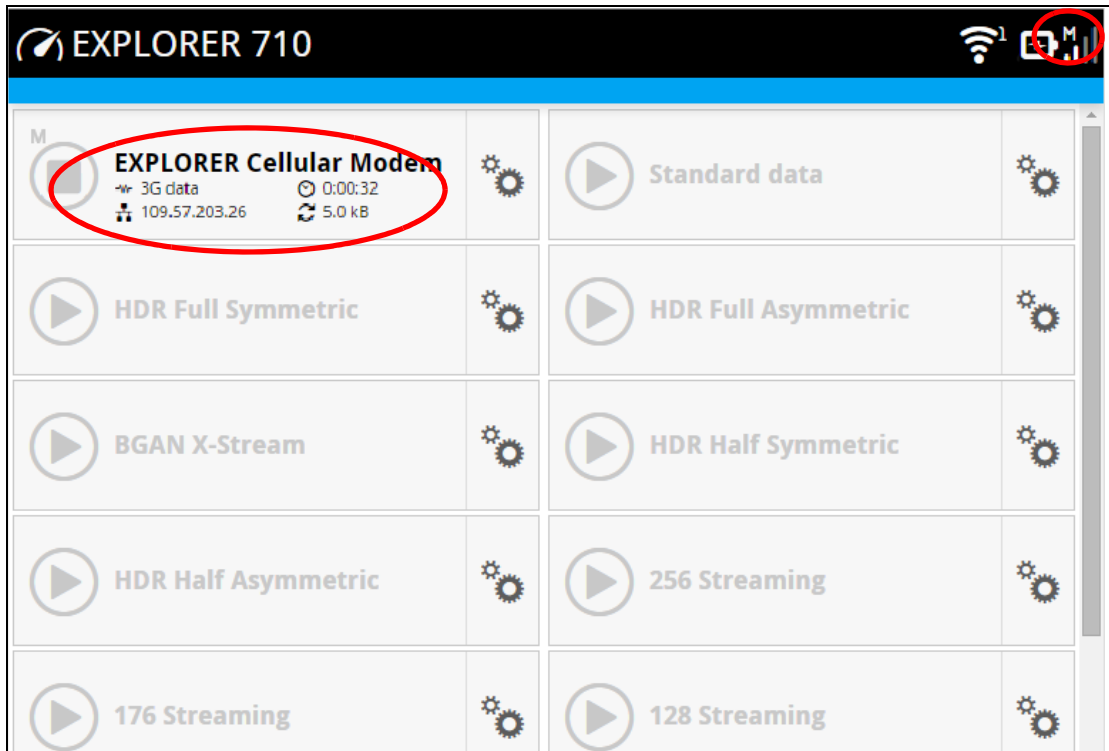 EXPLORER 710
1
M
M
EXPLORER Cellular Modem
3G data 0:00:32
109.57.203.26 5.0 kB
Standard data
HDR Full Symmetric
HDR Full Asymmetric
BGAN X-Stream
HDR Half Symmetric
HDR Half Asymmetric
256 Streaming
176 Streaming
128 Streaming